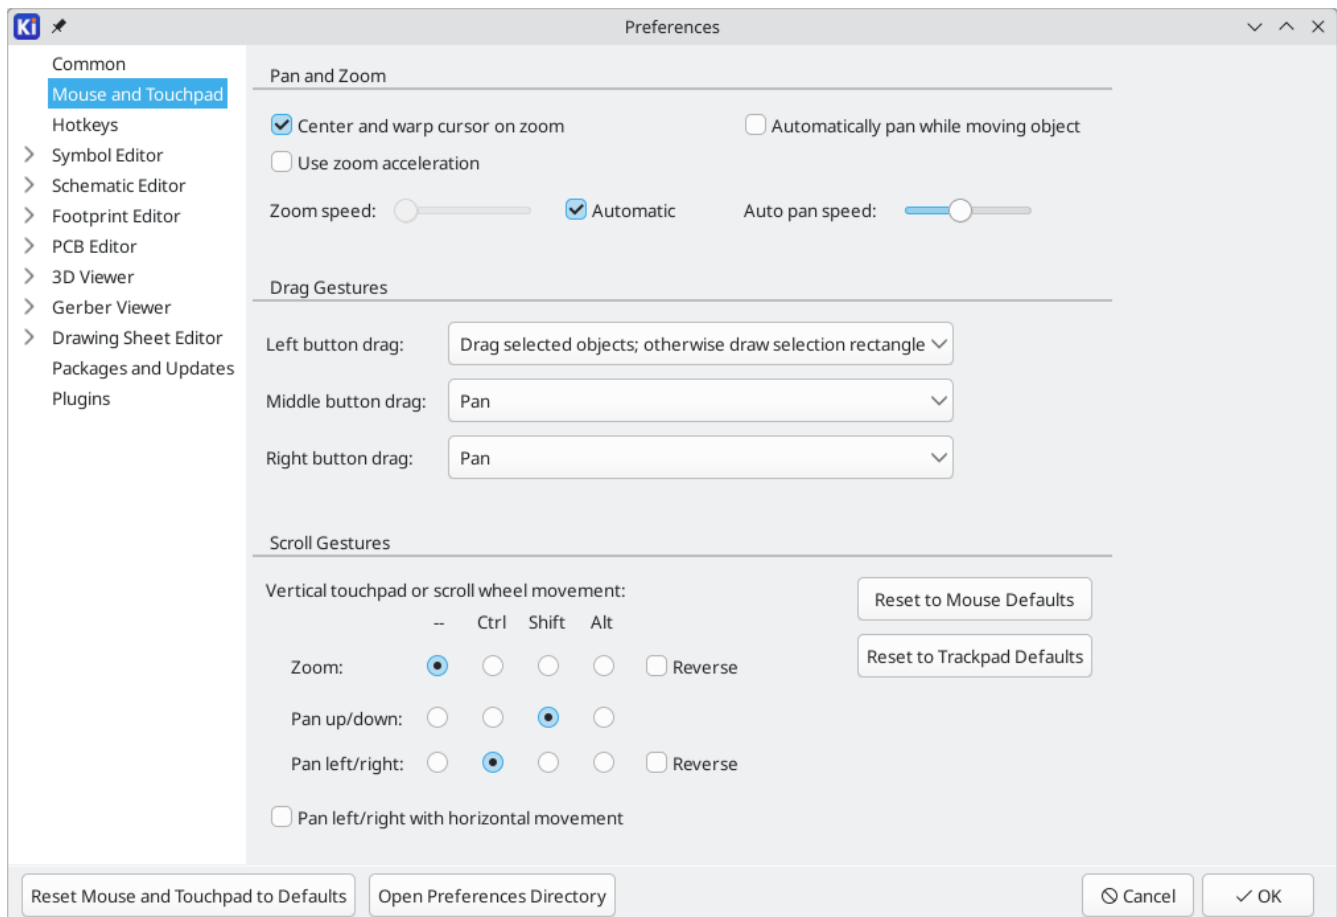 Ki Preferences
Common
Mouse and Touchpad
Hotkeys
Symbol Editor
Schematic Editor
Footprint Editor
PCB Editor
3D Viewer
Gerber Viewer
Drawing Sheet Editor
Packages and Updates
Plugins
Pan and Zoom
Center and warp cursor on zoom Automatically pan while moving object
Use zoom acceleration
Zoom speed: Automatic Auto pan speed:
Drag Gestures
Left button drag: Drag selected objects; otherwise draw selection rectangle
Middle button drag: Pan
Right button drag: Pan
Scroll Gestures
Vertical touchpad or scroll wheel movement:
-- Ctrl Shift Alt
Zoom: Reverse
Pan up/down:
Pan left/right: Reverse
Pan left/right with horizontal movement
Reset to Mouse Defaults
Reset to Trackpad Defaults
Reset Mouse and Touchpad to Defaults Open Preferences Directory Cancel OK